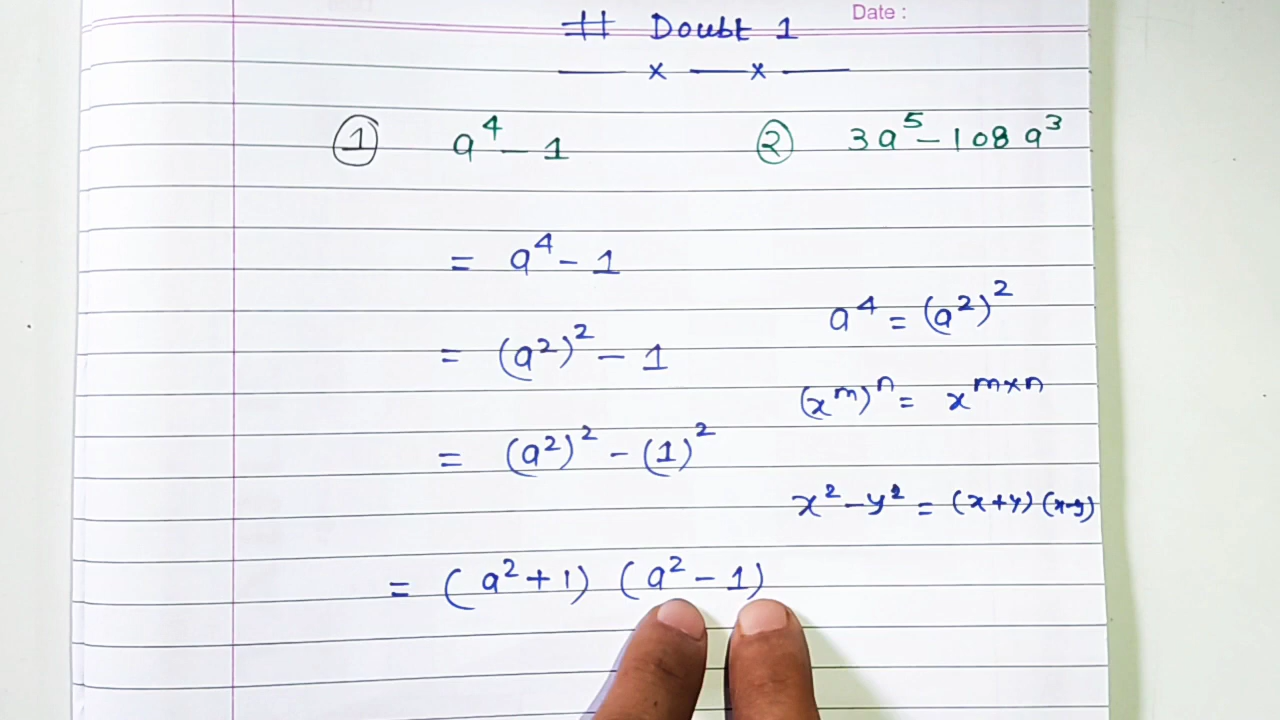 Date :
# Doubt 1
— x — x —
① a⁴ - 1 ② 3a⁵ - 108a³
= a⁴ - 1
a⁴ = (a²)²
= (a²)² - 1
(xᵐ)ⁿ = xᵐˣⁿ
= (a²)² - (1)²
x² - y² = (x+y) (x-y)
= (a² + 1) (a² - 1)